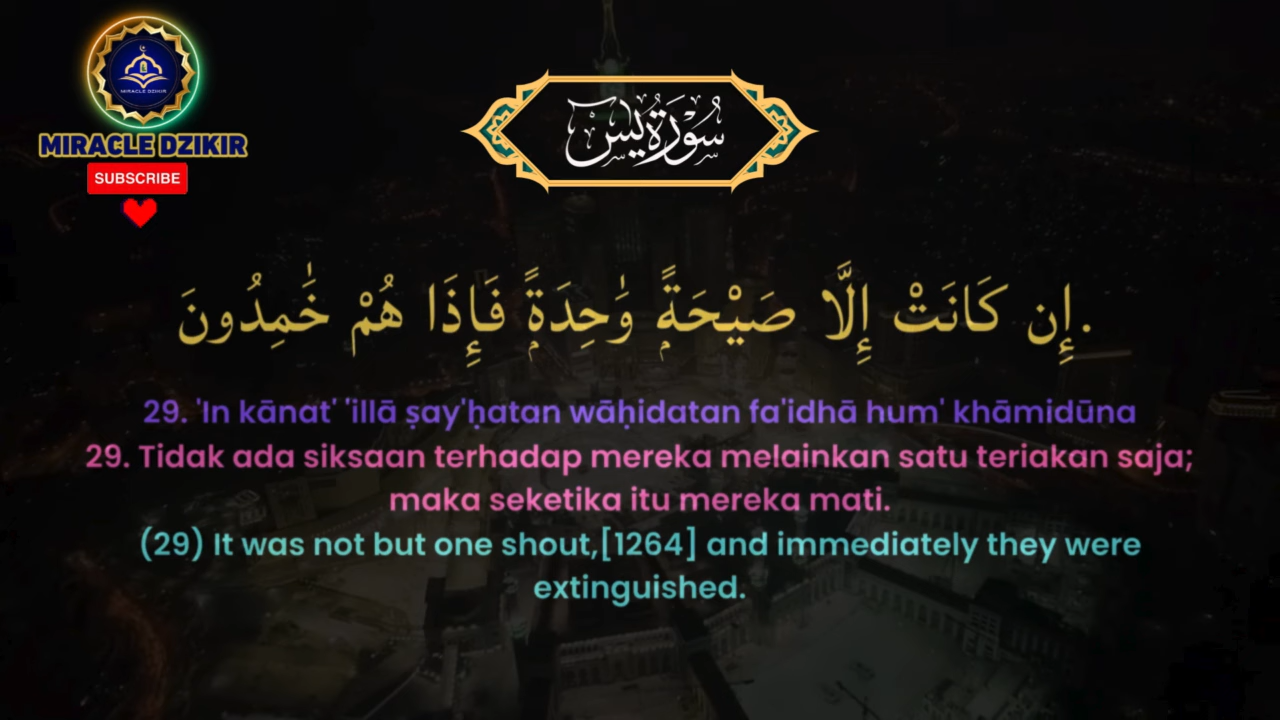 MIRACLE DZIKIR
MIRACLE DZIKIR
SUBSCRIBE
سُورَةُ يس
إِن كَانَتْ إِلَّا صَيْحَةًۭ وَٰحِدَةًۭ فَإِذَا هُمْ خَٰمِدُونَ.
29. 'In kānat' 'illā ṣay'ḥatan wāḥidatan fa'idhā hum' khāmidūna
29. Tidak ada siksaan terhadap mereka melainkan satu teriakan saja;
maka seketika itu mereka mati.
(29) It was not but one shout,[1264] and immediately they were
extinguished.